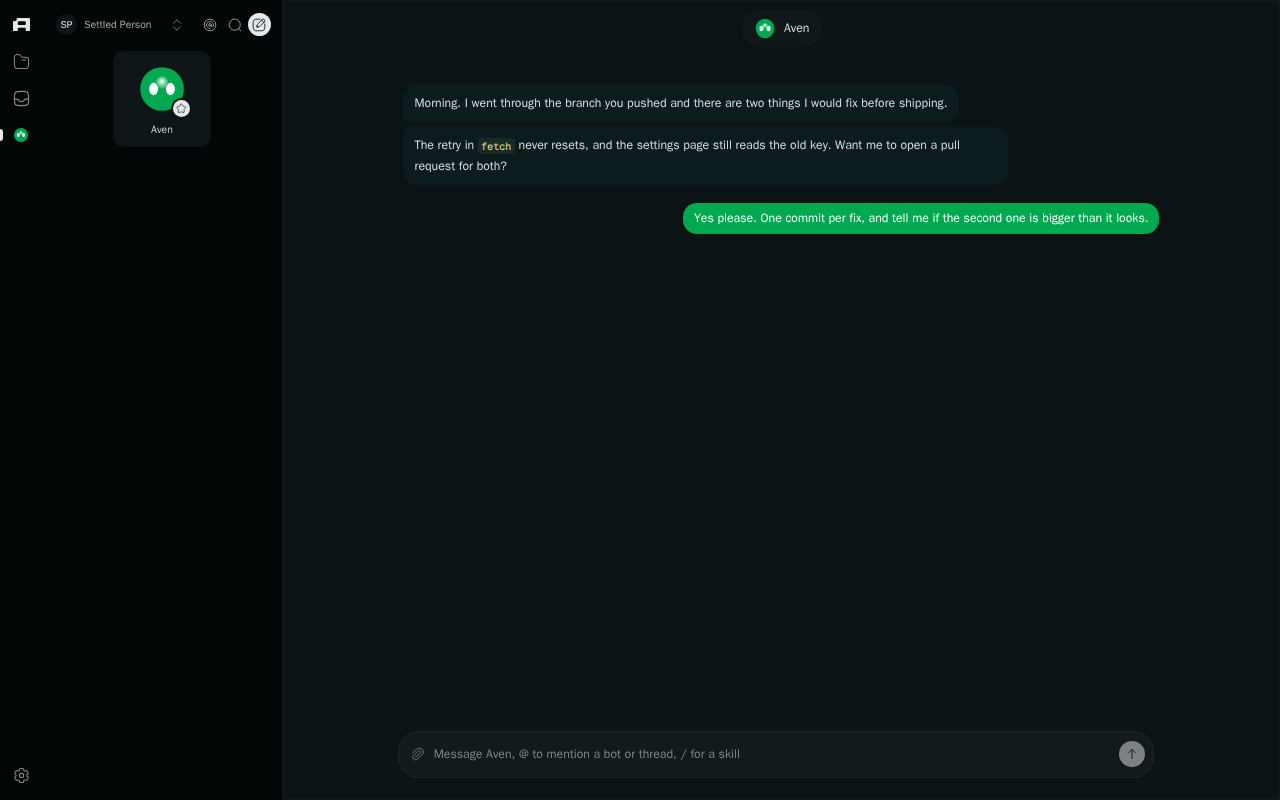 SP Settled Person
Aven
Aven
Morning. I went through the branch you pushed and there are two things I would fix before shipping.
The retry in fetch never resets, and the settings page still reads the old key. Want me to open a pull
request for both?
Yes please. One commit per fix, and tell me if the second one is bigger than it looks.
Message Aven, @ to mention a bot or thread, / for a skill